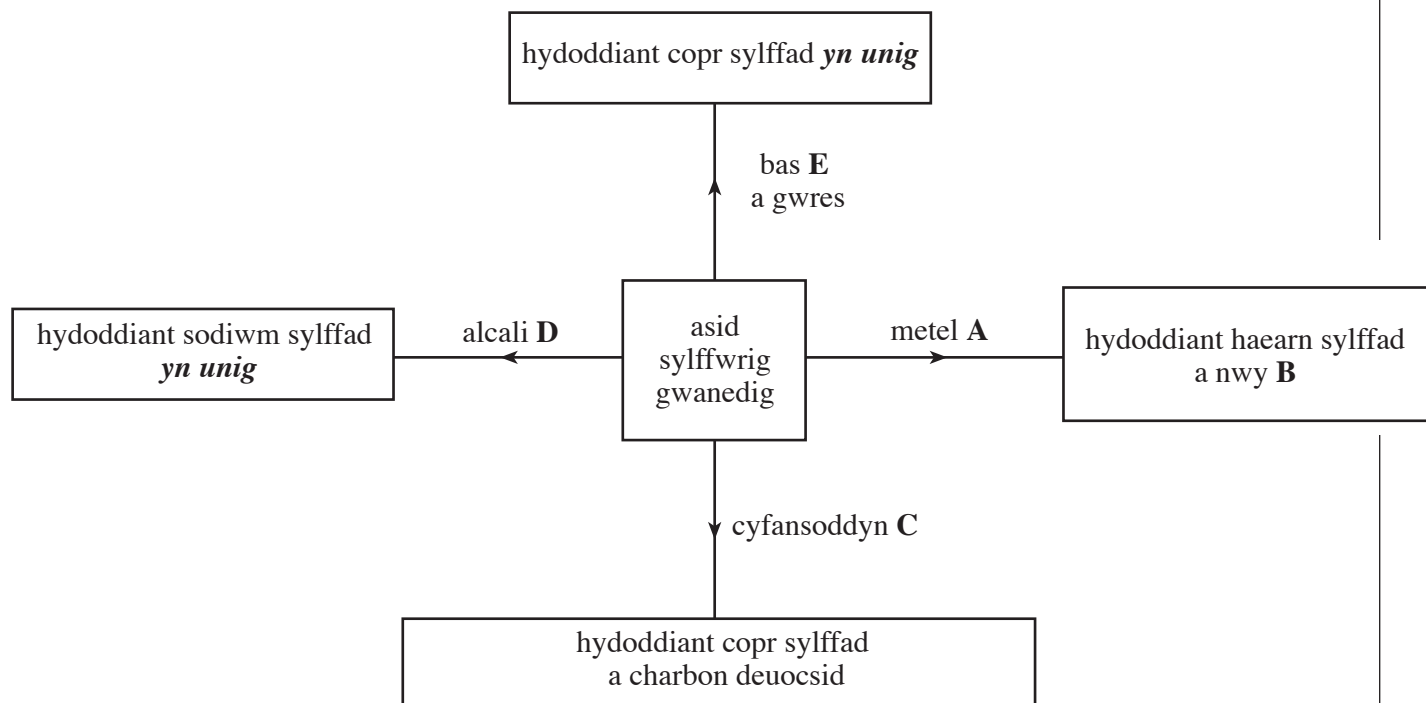 hydoddiant copr sylffad yn unig
bas E
a gwres
hydoddiant sodiwm sylffad
yn unig
alcali D
asid
sylffwrig
gwanedig
metel A
hydoddiant haearn sylffad
a nwy B
cyfansoddyn C
hydoddiant copr sylffad
a charbon deuocsid